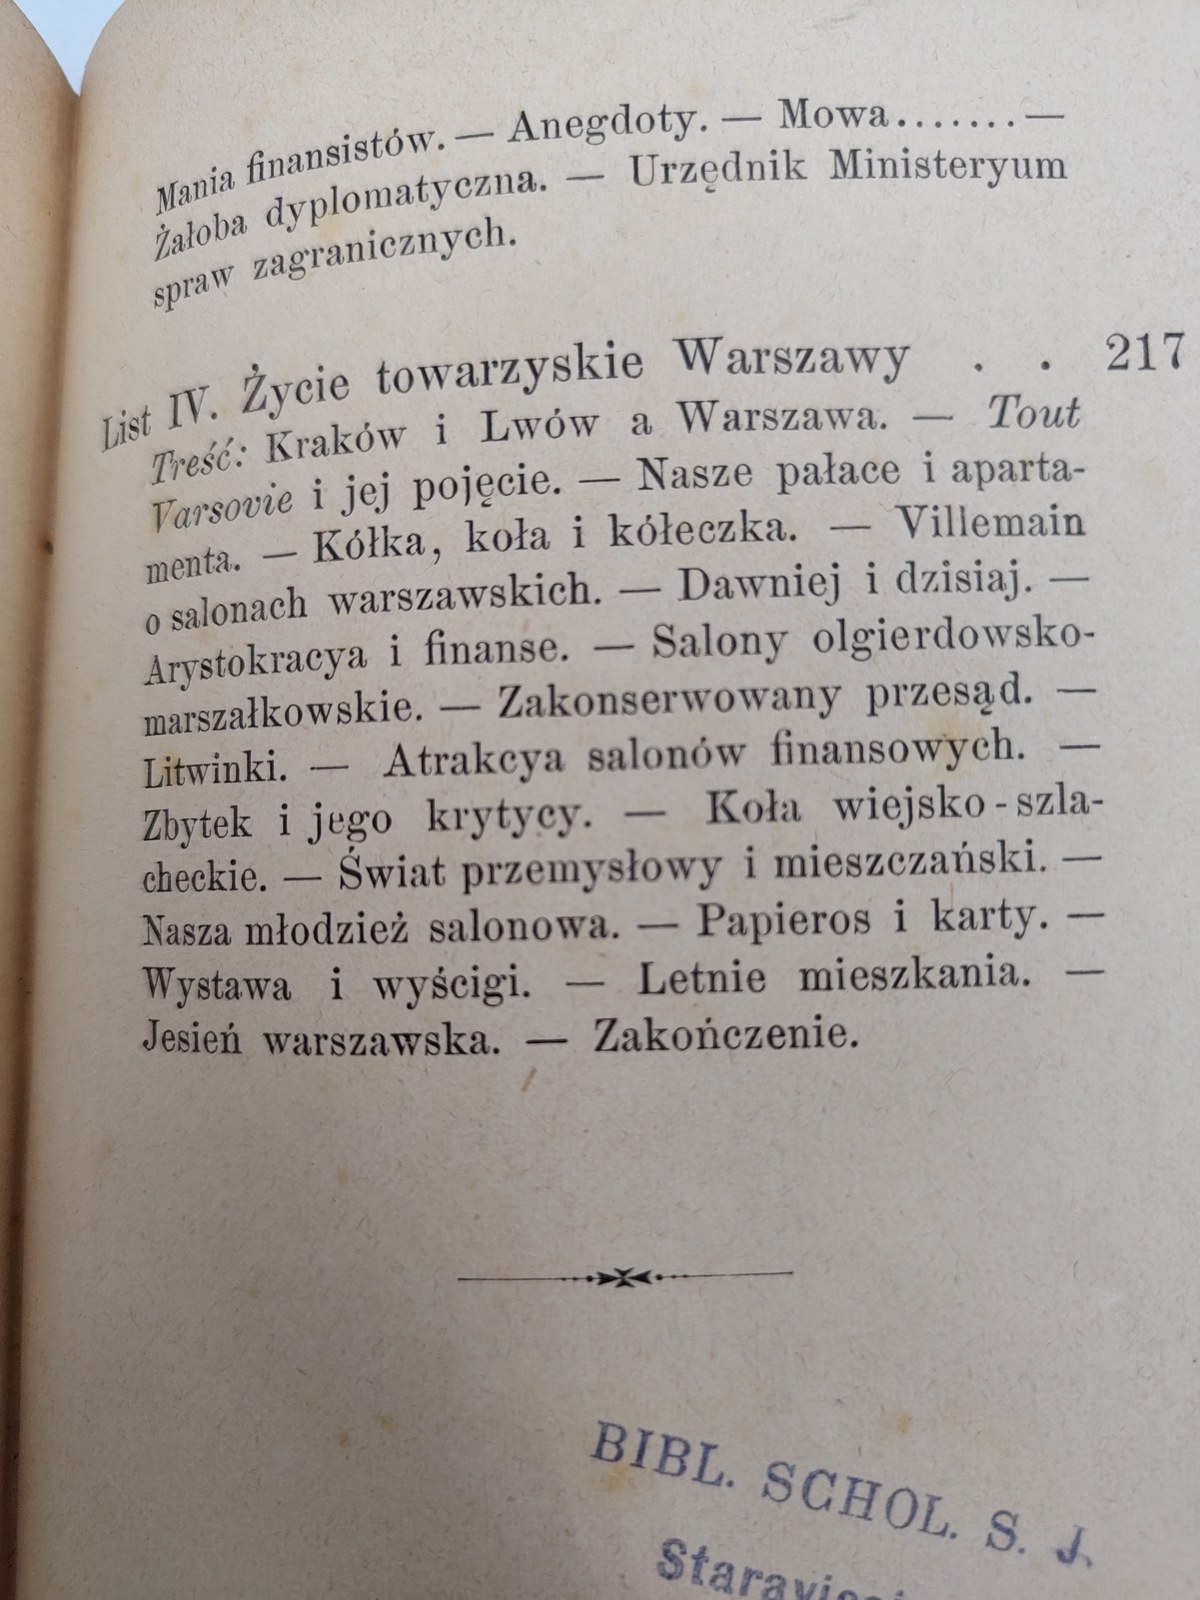 Mania finansistów. — Anegdoty. — Mowa....... —
Żałoba dyplomatyczna. — Urzędnik Ministeryum
spraw zagranicznych.
List IV. Życie towarzyskie Warszawy . . 217
Treść: Kraków i Lwów a Warszawa. — Tout
Varsovie i jej pojęcie. — Nasze pałace i aparta-
menta. — Kółka, koła i kółeczka. — Villemain
o salonach warszawskich. — Dawniej i dzisiaj. —
Arystokracya i finanse. — Salony olgierdowsko-
marszałkowskie. — Zakonserwowany przesąd. —
Litwinki. — Atrakcya salonów finansowych. —
Zbytek i jego krytycy. — Koła wiejsko-szla-
checkie. — Świat przemysłowy i mieszczański. —
Nasza młodzież salonowa. — Papieros i karty. —
Wystawa i wyścigi. — Letnie mieszkania. —
Jesień warszawska. — Zakończenie.
BIBL. SCHOL. S. J.